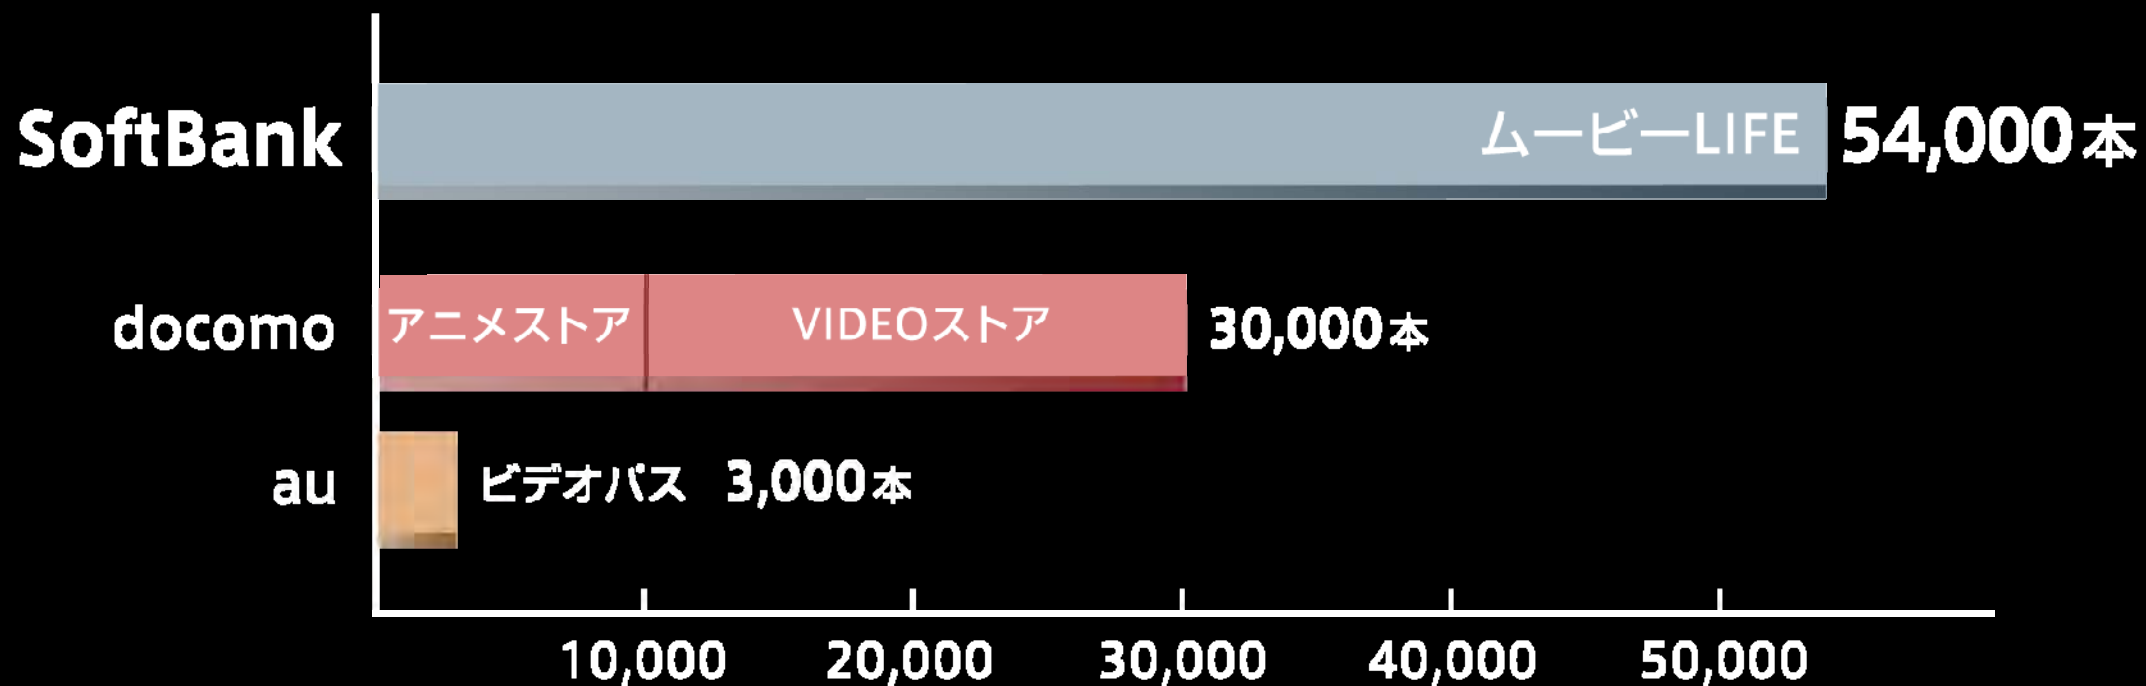 SoftBank ムービーLIFE 54,000本
docomo アニメストア VIDEOストア 30,000本
au ビデオパス 3,000本
10,000 20,000 30,000 40,000 50,000